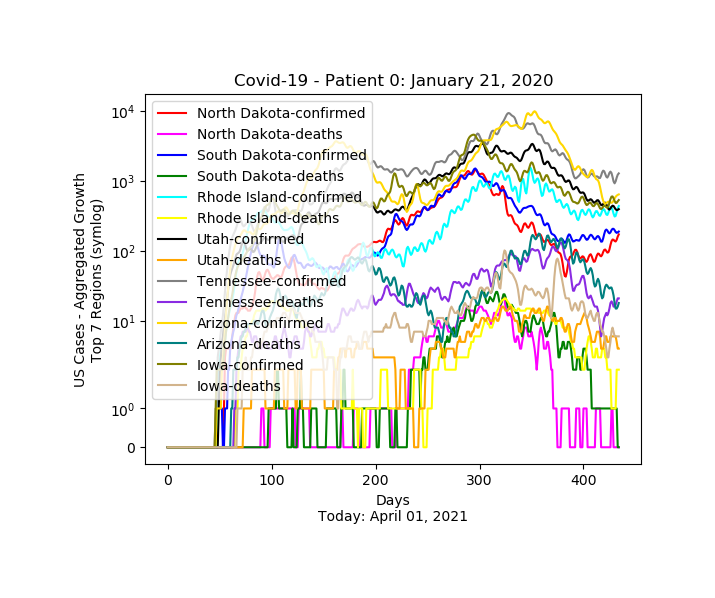 Covid-19 - Patient 0: January 21, 2020
US Cases - Aggregated Growth
Top 7 Regions (symlog)
10^4
10^3
10^2
10^1
10^0
0
North Dakota-confirmed
North Dakota-deaths
South Dakota-confirmed
South Dakota-deaths
Rhode Island-confirmed
Rhode Island-deaths
Utah-confirmed
Utah-deaths
Tennessee-confirmed
Tennessee-deaths
Arizona-confirmed
Arizona-deaths
Iowa-confirmed
Iowa-deaths
0 100 200 300 400
Days
Today: April 01, 2021